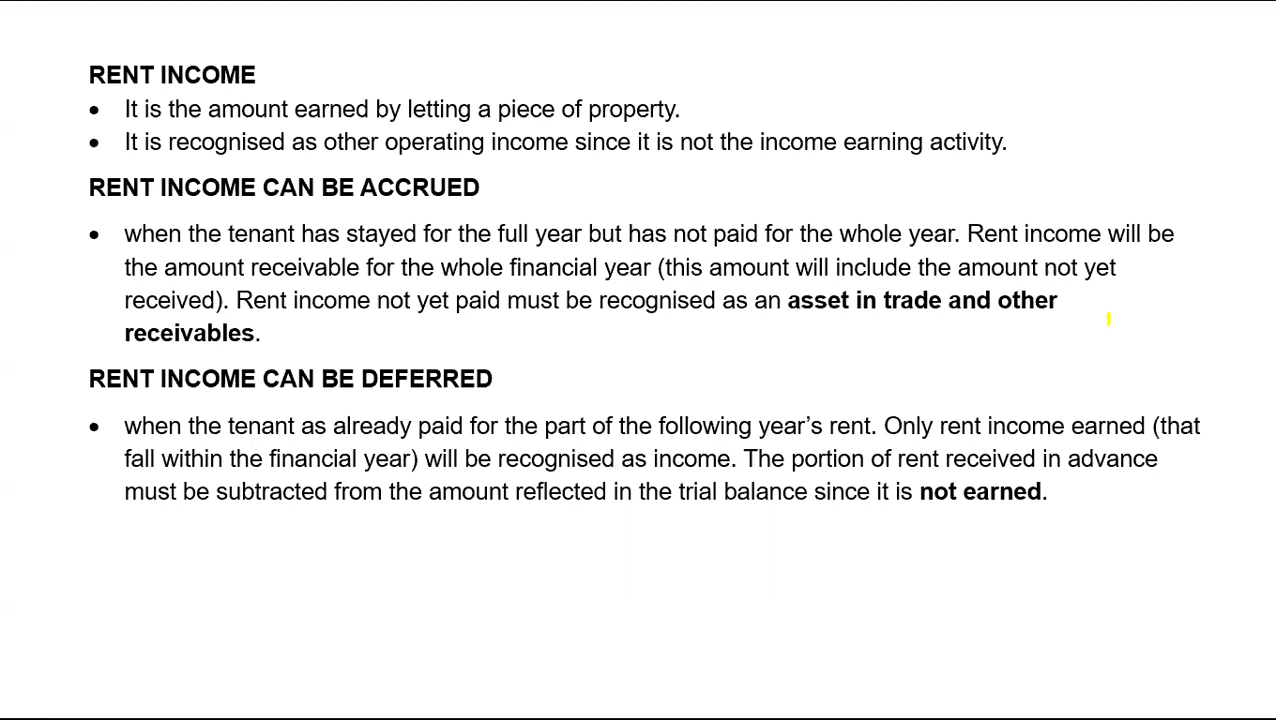 RENT INCOME
• It is the amount earned by letting a piece of property.
• It is recognised as other operating income since it is not the income earning activity.
RENT INCOME CAN BE ACCRUED
• when the tenant has stayed for the full year but has not paid for the whole year. Rent income will be
the amount receivable for the whole financial year (this amount will include the amount not yet
received). Rent income not yet paid must be recognised as an asset in trade and other
receivables.
RENT INCOME CAN BE DEFERRED
• when the tenant as already paid for the part of the following year’s rent. Only rent income earned (that
fall within the financial year) will be recognised as income. The portion of rent received in advance
must be subtracted from the amount reflected in the trial balance since it is not earned.